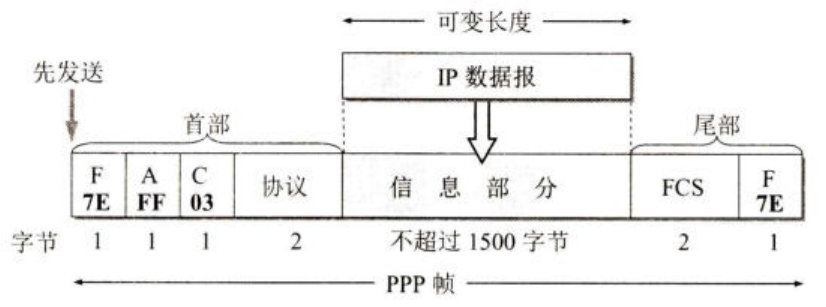 可变长度
IP 数据报
先发送
首部
尾部
F A C 协议 信息部分 FCS F
7E FF 03 7E
字节 1 1 1 2 不超过 1500 字节 2 1
PPP 帧